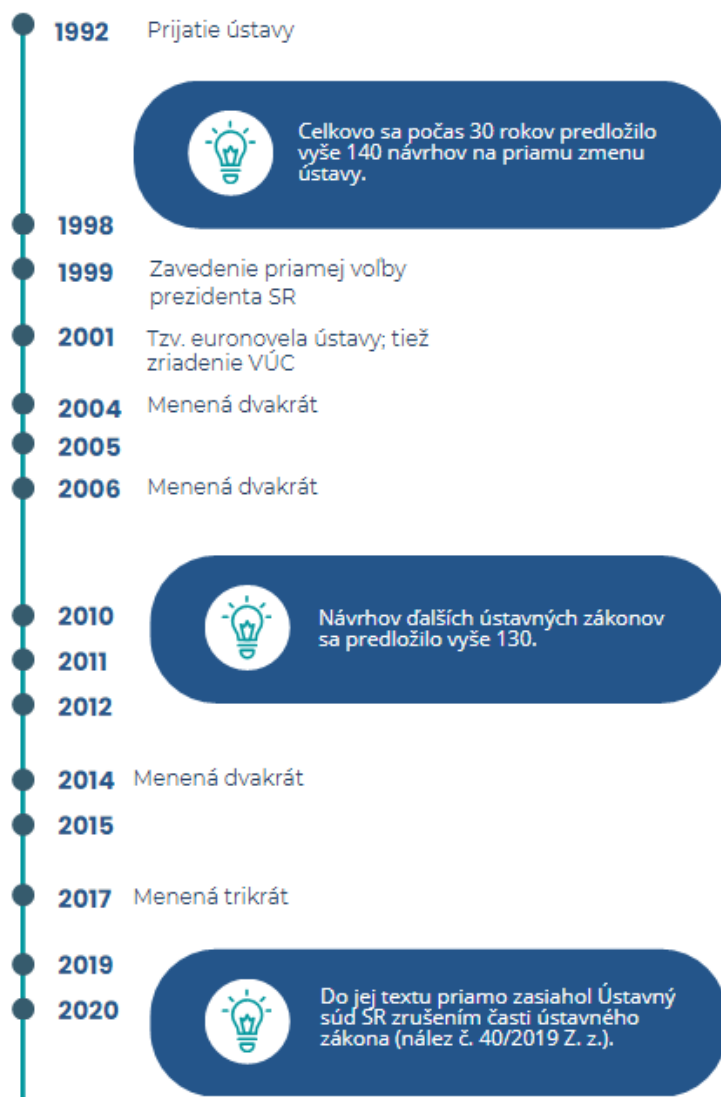 1992 Prijatie ústavy
Celkovo sa počas 30 rokov predložilo
vyše 140 návrhov na priamu zmenu
ústavy.
1998
1999 Zavedenie priamej voľby
prezidenta SR
2001 Tzv. euronovela ústavy; tiež
zriadenie VÚC
2004 Menená dvakrát
2005
2006 Menená dvakrát
2010
Návrhov ďalších ústavných zákonov
sa predložilo vyše 130.
2011
2012
2014 Menená dvakrát
2015
2017 Menená trikrát
2019
2020
Do jej textu priamo zasiahol Ústavný
súd SR zrušením časti ústavného
zákona (nález č. 40/2019 Z. z.).